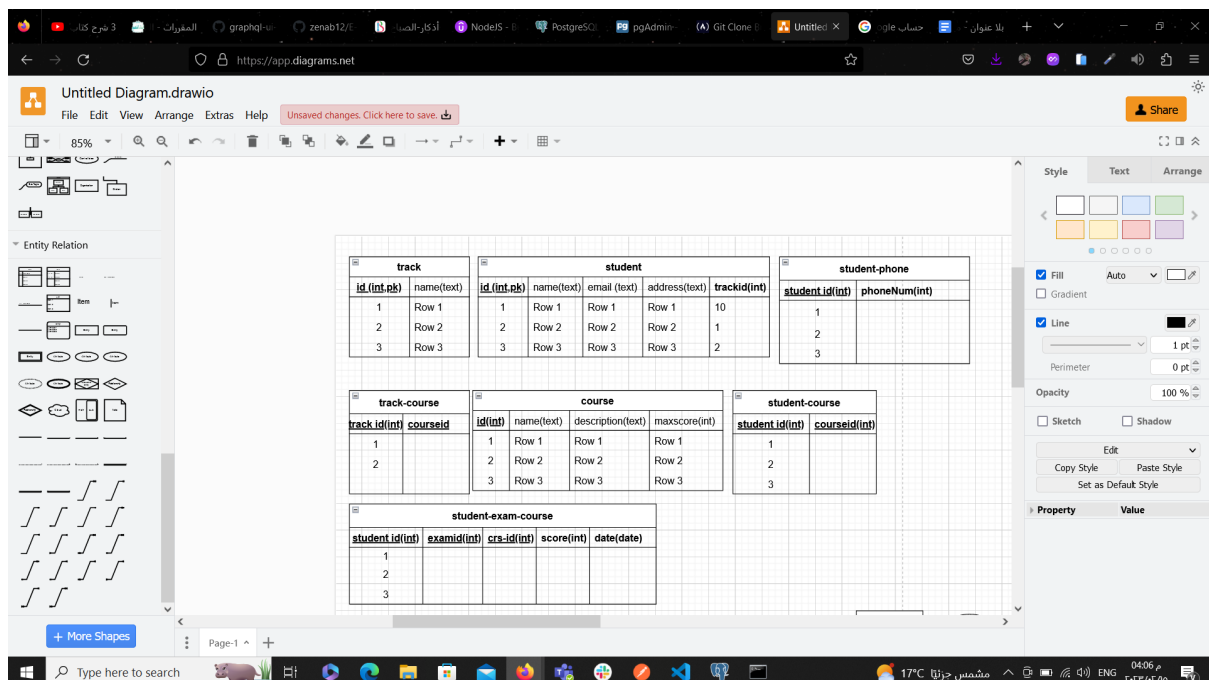 3 شرح كتاب
المقررات - ا
graphql-ui
zenab12/E
أذكار-الصبا
NodeJS - B
PostgreSQL
pgAdmin
(A) Git Clone B
Untitled
حساب ogle
بلا عنوان -
https://app.diagrams.net
Untitled Diagram.drawio
File Edit View Arrange Extras Help
Unsaved changes. Click here to save.
Share
85%
Style Text Arrange
Entity Relation
Item
track
id (int,pk) name(text)
1 Row 1
2 Row 2
3 Row 3
student
id (int,pk) name(text) email (text) address(text) trackid(int)
1 Row 1 Row 1 Row 1 10
2 Row 2 Row 2 Row 2 1
3 Row 3 Row 3 Row 3 2
student-phone
student id(int) phoneNum(int)
1
2
3
track-course
track id(int) courseid
1
2
course
id(int) name(text) description(text) maxscore(int)
1 Row 1 Row 1 Row 1
2 Row 2 Row 2 Row 2
3 Row 3 Row 3 Row 3
student-course
student id(int) courseid(int)
1
2
3
student-exam-course
student id(int) examid(int) crs-id(int) score(int) date(date)
1
2
3
Fill Auto
Gradient
Line
1 pt
Perimeter 0 pt
Opacity 100 %
Sketch Shadow
Edit
Copy Style Paste Style
Set as Default Style
Property Value
+ More Shapes
Page-1
Type here to search
17°C مشمس جزئيًا
ENG
04:06 م